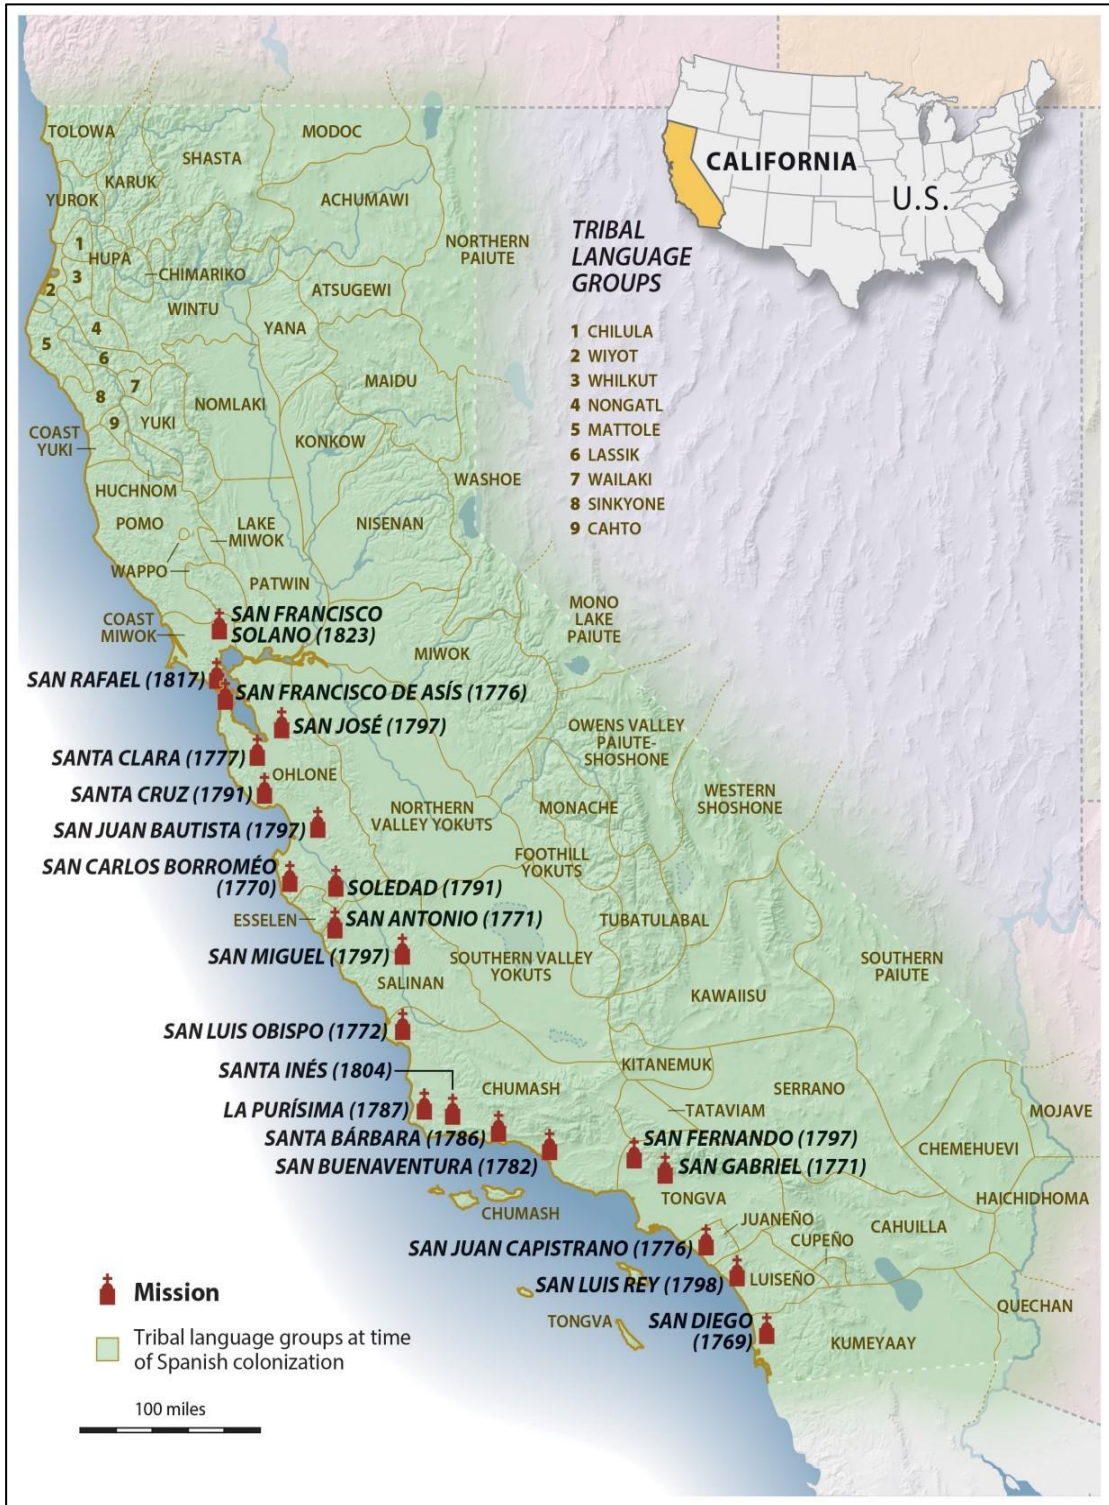 TOLOWA
MODOC
SHASTA
KARUK
YUROK
ACHUMAWI
NORTHERN
PAIUTE
1
HUPA
3
CHIMARIKO
2
ATSUGEWI
WINTU
4
YANA
5
6
7
8
MAIDU
NOMLAKI
9
YUKI
COAST
YUKI
KONKOW
WASHOE
HUCHNOM
POMO
LAKE
MIWOK
NISENAN
WAPPO
PATWIN
COAST
MIWOK
MONO
LAKE
PAIUTE
MIWOK
CALIFORNIA
U.S.
TRIBAL
LANGUAGE
GROUPS
1 CHILULA
2 WIYOT
3 WHILKUT
4 NONGATL
5 MATTOLE
6 LASSIK
7 WAILAKI
8 SINKYONE
9 CAHTO
SAN FRANCISCO
SOLANO (1823)
SAN RAFAEL (1817)
SAN FRANCISCO DE ASÍS (1776)
SAN JOSÉ (1797)
SANTA CLARA (1777)
OHLONE
SANTA CRUZ (1791)
OWENS VALLEY
PAIUTE-
SHOSHONE
WESTERN
SHOSHONE
NORTHERN
VALLEY YOKUTS
MONACHE
SAN JUAN BAUTISTA (1797)
FOOTHILL
YOKUTS
SAN CARLOS BORROMÉO
(1770)
SOLEDAD (1791)
ESSELEN
SAN ANTONIO (1771)
TUBATULABAL
SAN MIGUEL (1797)
SOUTHERN VALLEY
YOKUTS
SOUTHERN
PAIUTE
SALINAN
KAWAIISU
SAN LUIS OBISPO (1772)
KITANEMUK
SANTA INÉS (1804)
CHUMASH
SERRANO
LA PURÍSIMA (1787)
TATAVIAM
MOJAVE
SANTA BÁRBARA (1786)
SAN FERNANDO (1797)
CHEMEHUEVI
SAN BUENAVENTURA (1782)
SAN GABRIEL (1771)
TONGVA
HAICHIDHOMA
CHUMASH
JUANEÑO
CAHUILLA
CUPEÑO
SAN JUAN CAPISTRANO (1776)
SAN LUIS REY (1798)
LUISEÑO
QUECHAN
TONGVA
SAN DIEGO
(1769)
KUMEYAAY
Mission
Tribal language groups at time
of Spanish colonization
100 miles